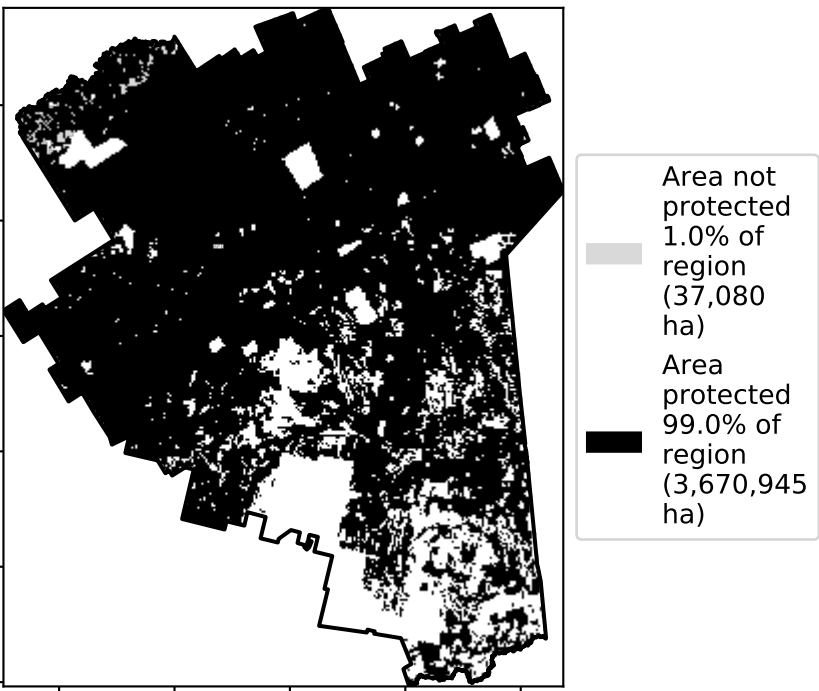 Area not
protected
1.0% of
region
(37,080
ha)
Area
protected
99.0% of
region
(3,670,945
ha)